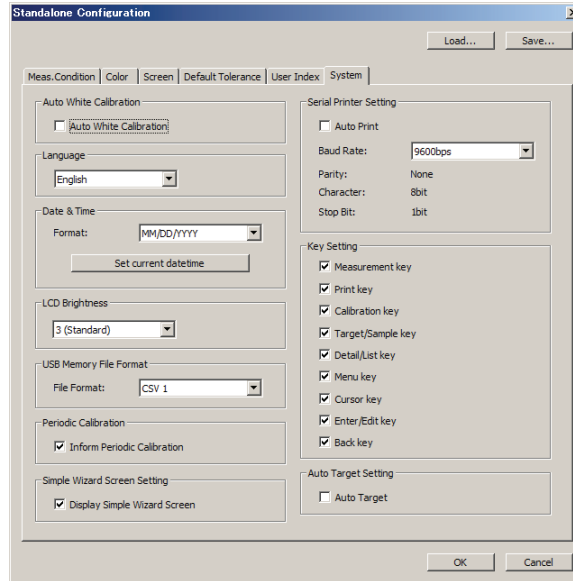 Standalone Configuration
Load... Save...
Meas.Condition Color Screen Default Tolerance User Index System
Auto White Calibration
Auto White Calibration
Language
English
Date & Time
Format: MM/DD/YYYY
Set current datetime
LCD Brightness
3 (Standard)
USB Memory File Format
File Format: CSV 1
Periodic Calibration
Inform Periodic Calibration
Simple Wizard Screen Setting
Display Simple Wizard Screen
Serial Printer Setting
Auto Print
Baud Rate: 9600bps
Parity: None
Character: 8bit
Stop Bit: 1bit
Key Setting
Measurement key
Print key
Calibration key
Target/Sample key
Detail/List key
Menu key
Cursor key
Enter/Edit key
Back key
Auto Target Setting
Auto Target
OK Cancel